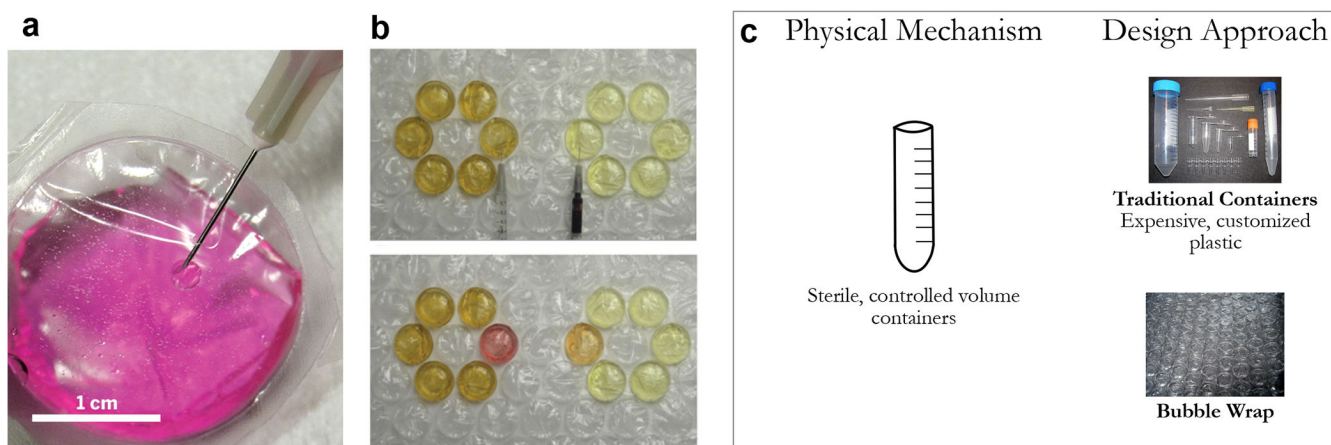 a
1 cm
b
c
Physical Mechanism
Sterile, controlled volume
containers
Design Approach
Traditional Containers
Expensive, customized
plastic
Bubble Wrap